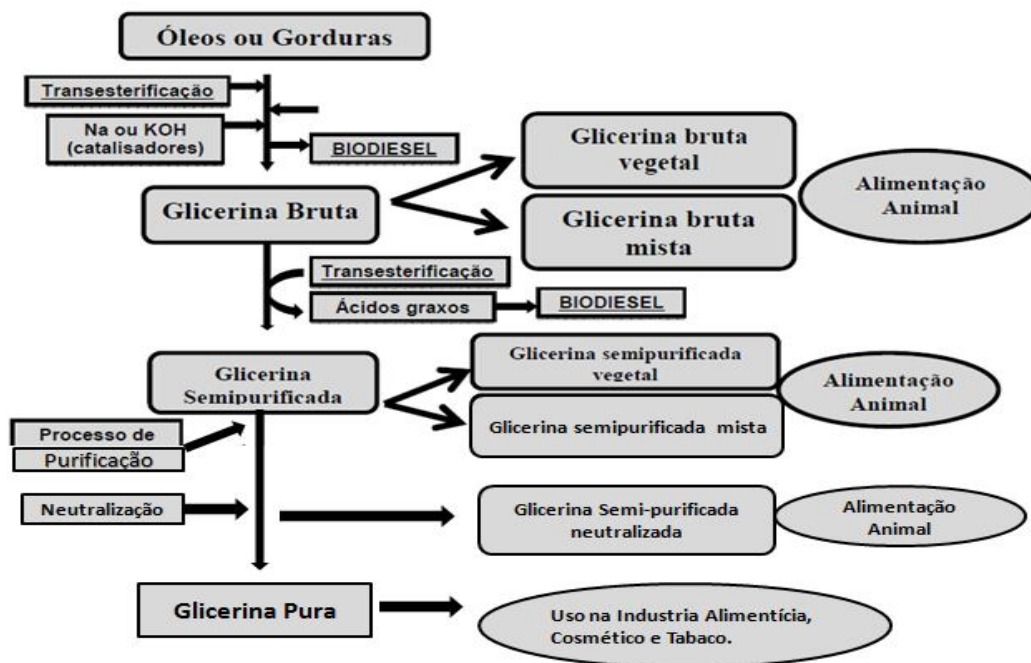 Óleos ou Gorduras
Transesterificação
Na ou KOH
(catalisadores)
BIODIESEL
Glicerina bruta
vegetal
Alimentação
Animal
Glicerina Bruta
Glicerina bruta
mista
Transesterificação
Ácidos graxos
BIODIESEL
Glicerina
Semipurificada
Glicerina semipurificada
vegetal
Alimentação
Animal
Glicerina semipurificada mista
Processo de
Purificação
Neutralização
Glicerina Semi-purificada
neutralizada
Alimentação
Animal
Glicerina Pura
Uso na Industria Alimentícia,
Cosmético e Tabaco.